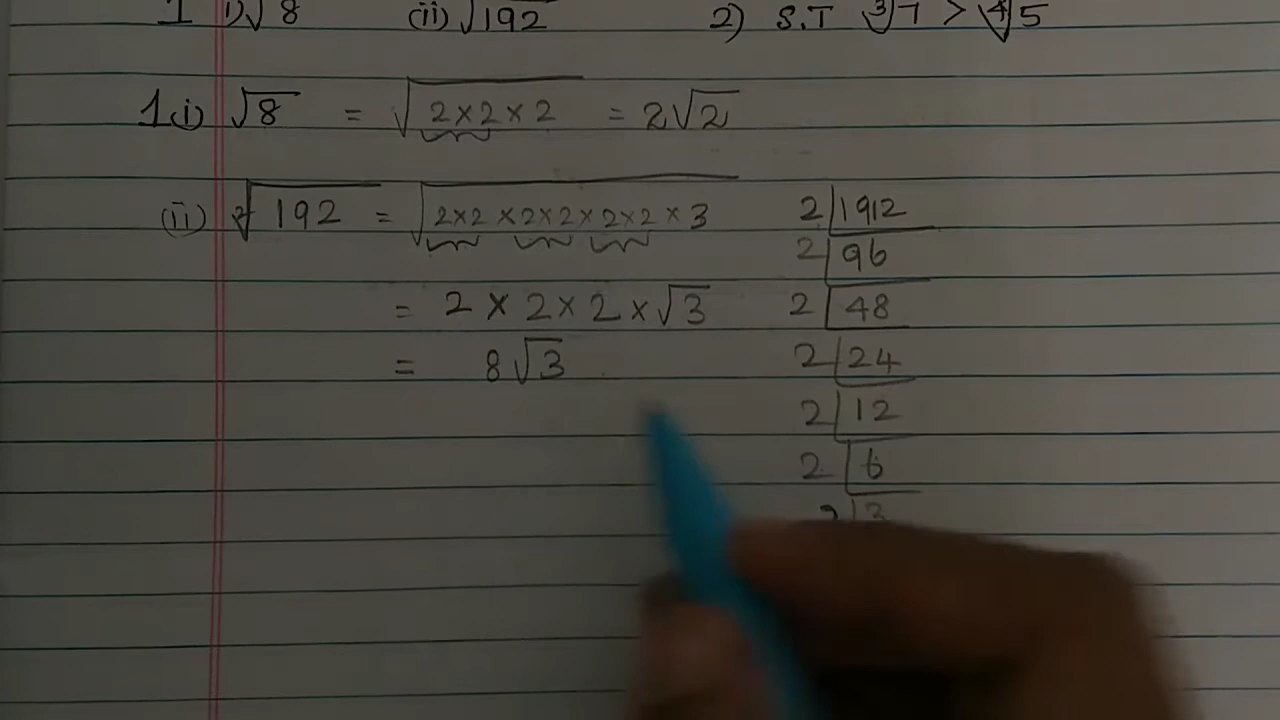 1 i) √8 (ii) √192 2) S.T ∛7 > ∜5
1 (i) √8 = √2×2×2 = 2√2
(ii) ²√192 = √2×2×2×2×2×2×3
= 2×2×2×√3
= 8√3
2|1912
2|96
2|48
2|24
2|12
2|6